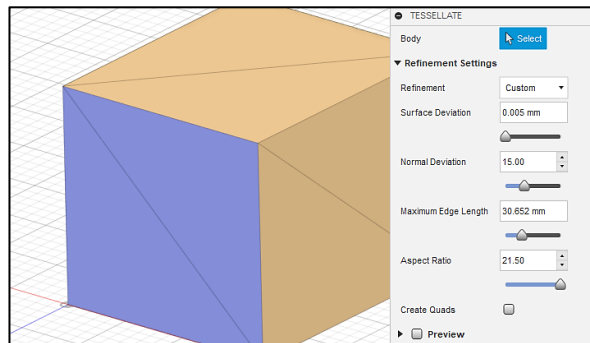 TESSELLATE
Body Select
Refinement Settings
Refinement Custom
Surface Deviation 0.005 mm
Normal Deviation 15.00
Maximum Edge Length 30.652 mm
Aspect Ratio 21.50
Create Quads
Preview